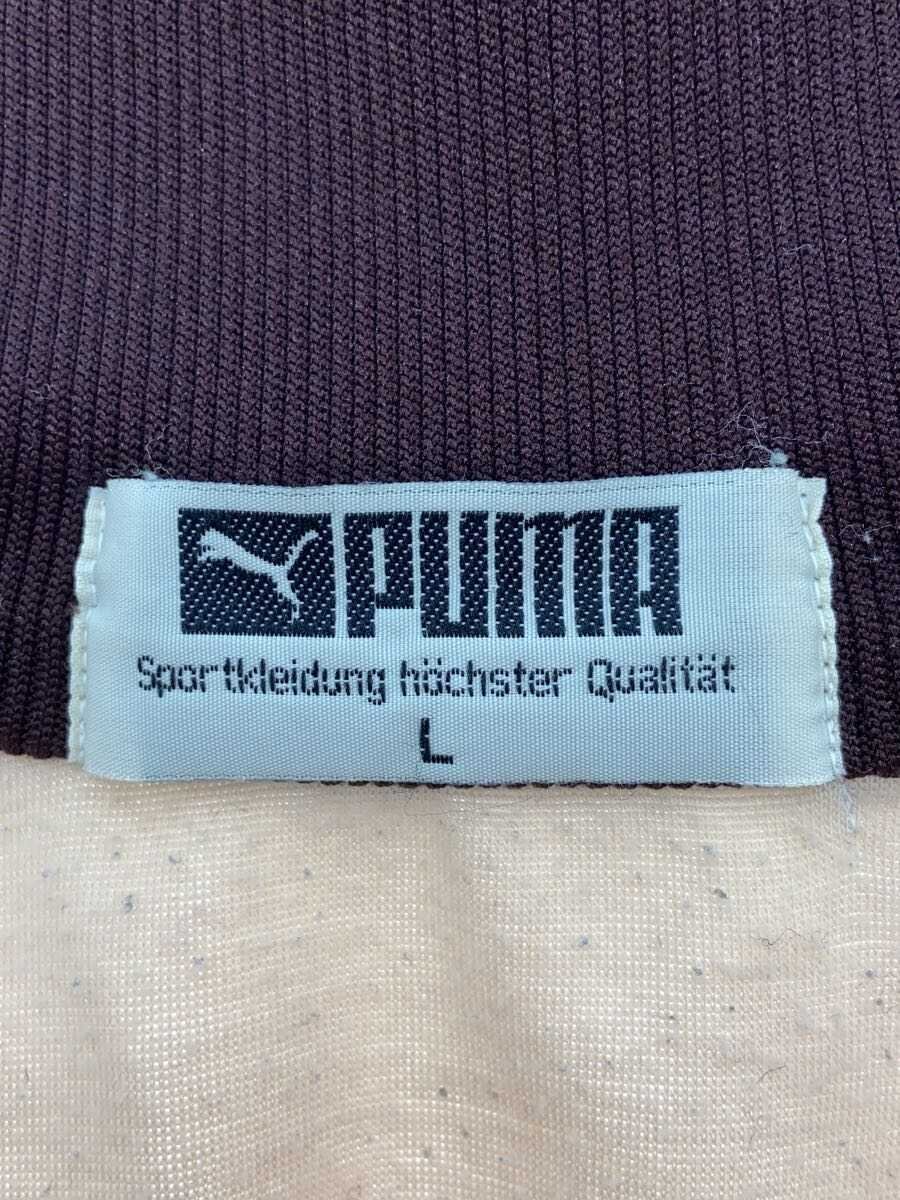 PUMA
Sportkleidung höchster Qualität
L